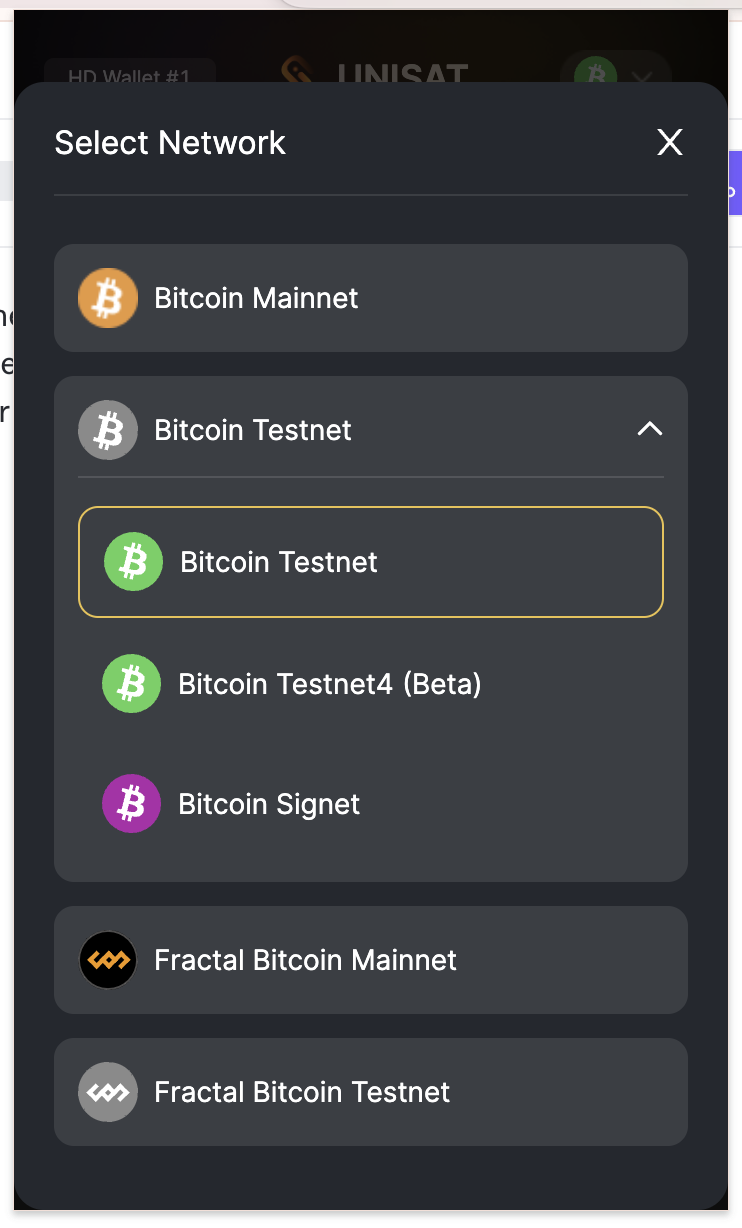 HD Wallet #1
UNISAT
Select Network
X
Bitcoin Mainnet
Bitcoin Testnet
Bitcoin Testnet
Bitcoin Testnet4 (Beta)
Bitcoin Signet
Fractal Bitcoin Mainnet
Fractal Bitcoin Testnet